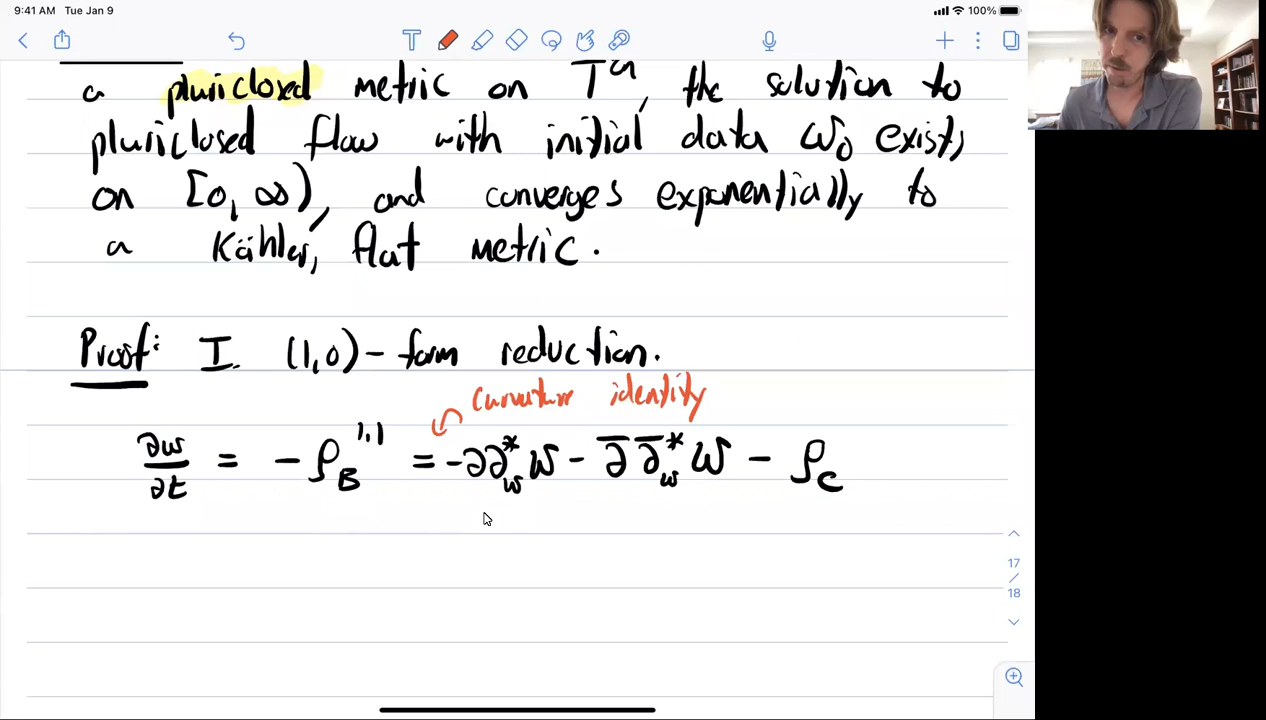 9:41 AM Tue Jan 9
100%
a pluriclosed metric on Tⁿ, the solution to
pluriclosed flow with initial data ω₀ exists
on [0, ∞), and converges exponentially to
a Kähler, flat metric.
Proof: I. (1,0)-form reduction.
curvature identity
∂ω/∂t = -ρ_B^{1,1} = -∂∂*_ω ω - ∂̄∂̄*_ω ω - ρ_C
17
/
18